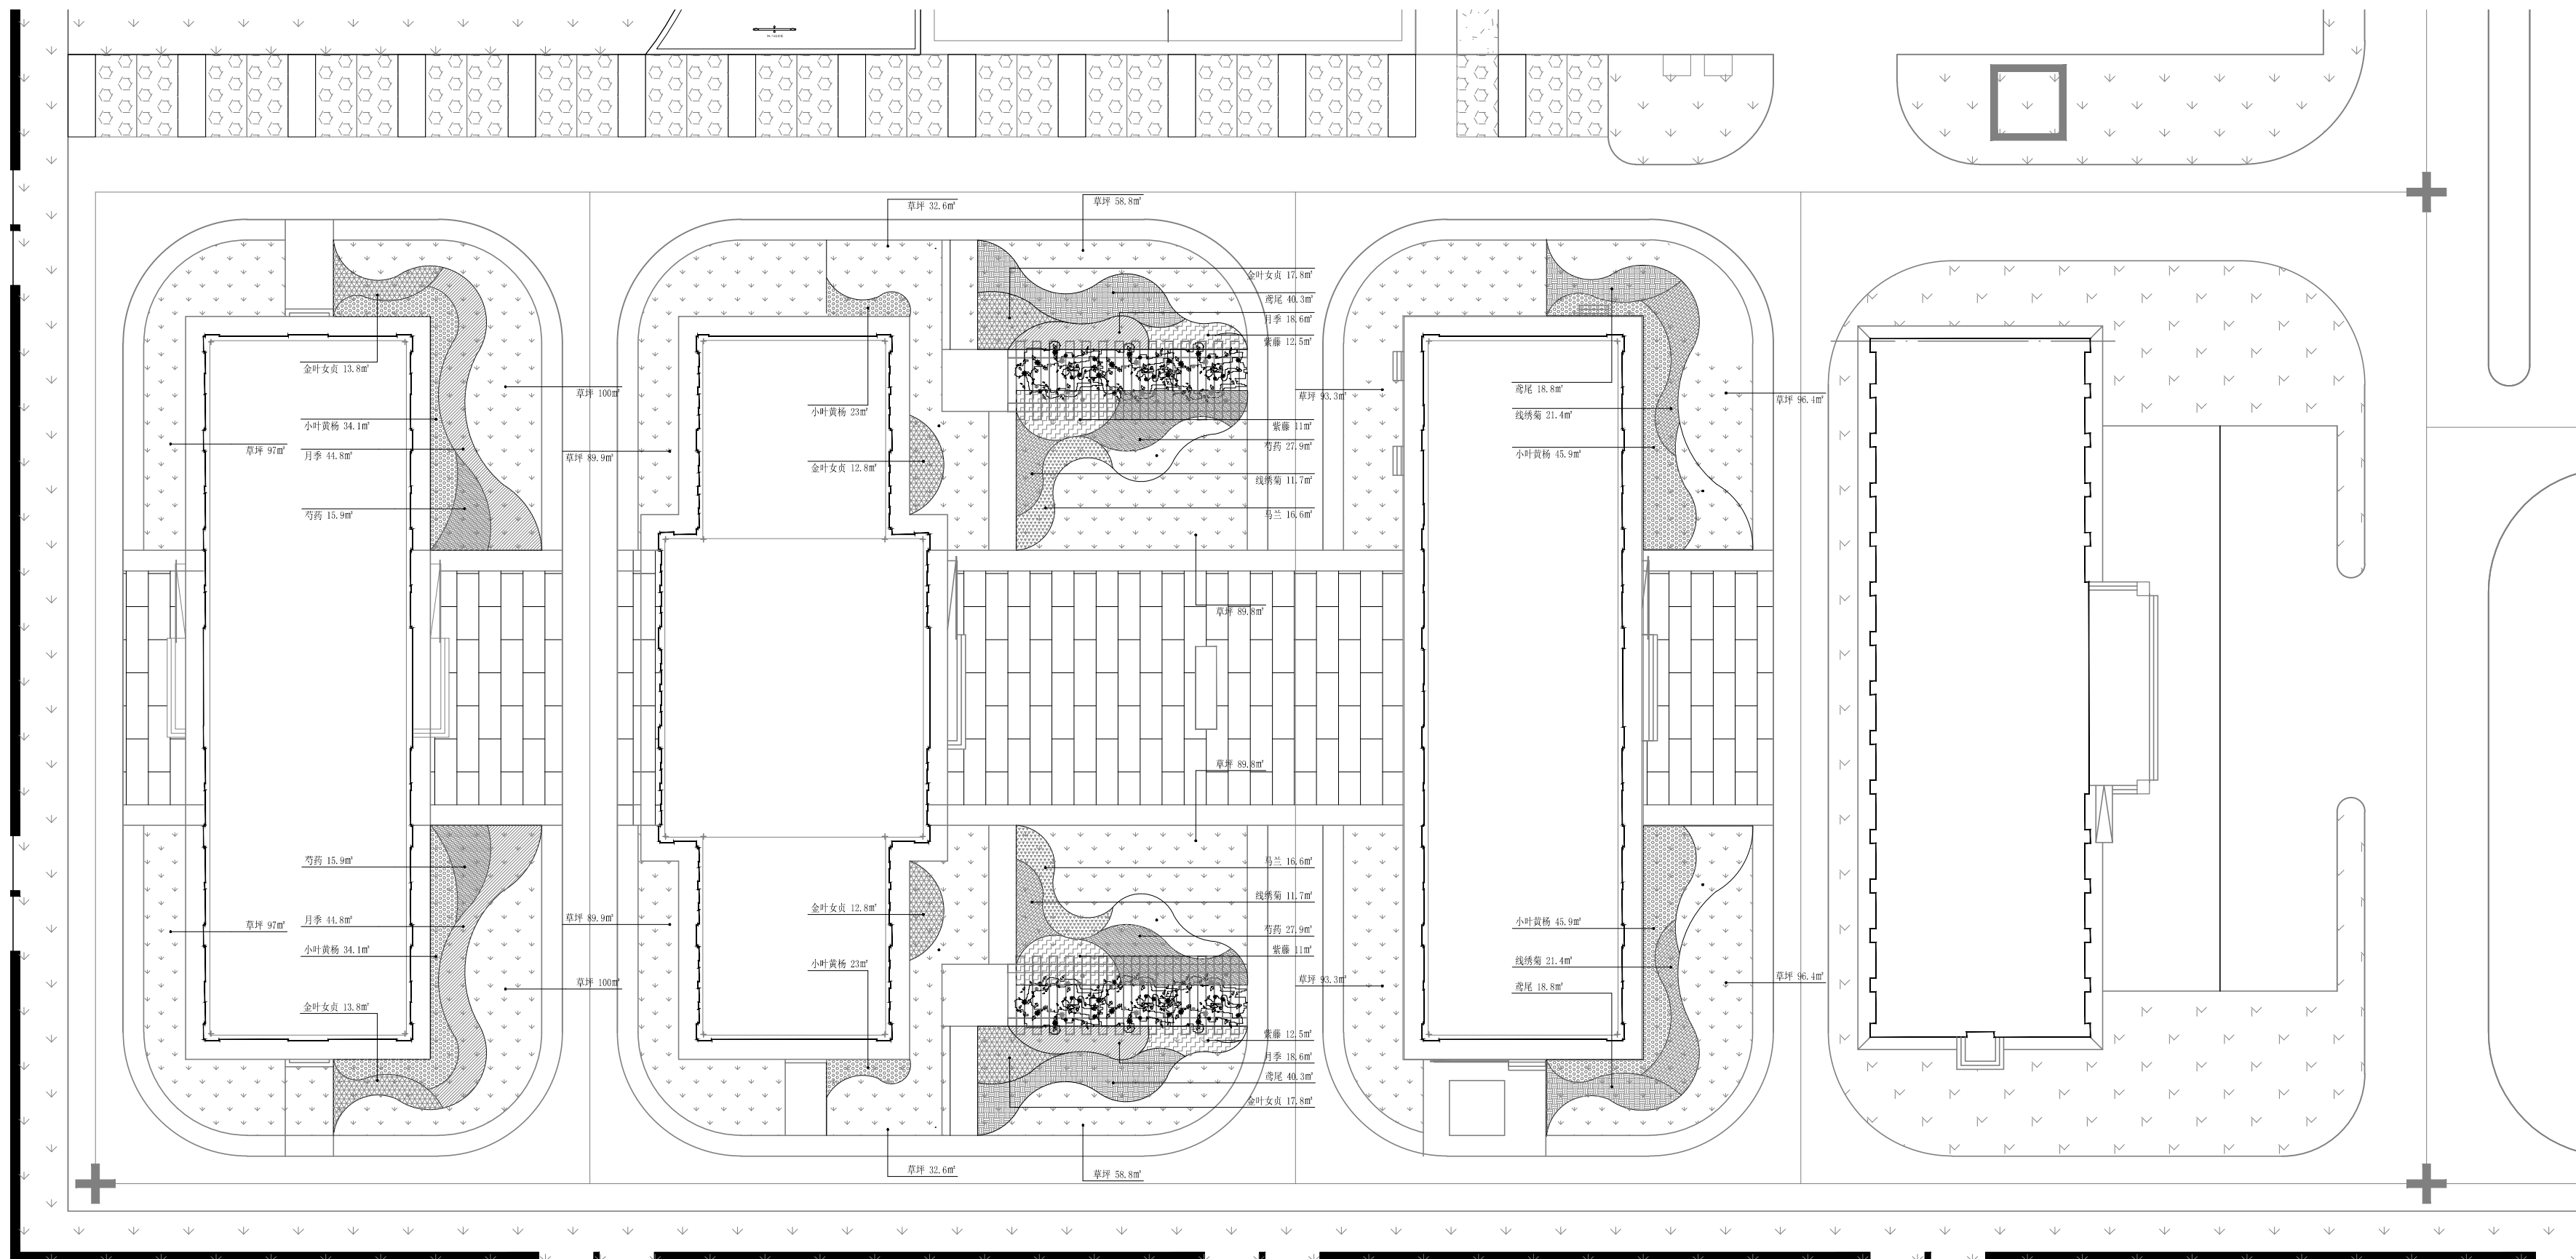 草坪 32.6㎡
草坪 58.8㎡
金叶女贞 17.8㎡
鸢尾 40.3㎡
月季 18.6㎡
紫藤 12.5㎡
金叶女贞 13.8㎡
草坪 100㎡
小叶黄杨 23㎡
草坪 93.3㎡
鸢尾 18.8㎡
草坪 96.4㎡
小叶黄杨 34.1㎡
线绣菊 21.4㎡
紫藤 11㎡
草坪 97㎡
月季 44.8㎡
草坪 89.9㎡
金叶女贞 12.8㎡
芍药 27.9㎡
小叶黄杨 45.9㎡
线绣菊 11.7㎡
芍药 15.9㎡
马兰 16.6㎡
草坪 89.8㎡
草坪 89.8㎡
芍药 15.9㎡
马兰 16.6㎡
线绣菊 11.7㎡
金叶女贞 12.8㎡
月季 44.8㎡
草坪 97㎡
草坪 89.9㎡
芍药 27.9㎡
小叶黄杨 45.9㎡
小叶黄杨 34.1㎡
紫藤 11㎡
小叶黄杨 23㎡
线绣菊 21.4㎡
草坪 100㎡
草坪 93.3㎡
鸢尾 18.8㎡
草坪 96.4㎡
金叶女贞 13.8㎡
紫藤 12.5㎡
月季 18.6㎡
鸢尾 40.3㎡
金叶女贞 17.8㎡
草坪 32.6㎡
草坪 58.8㎡